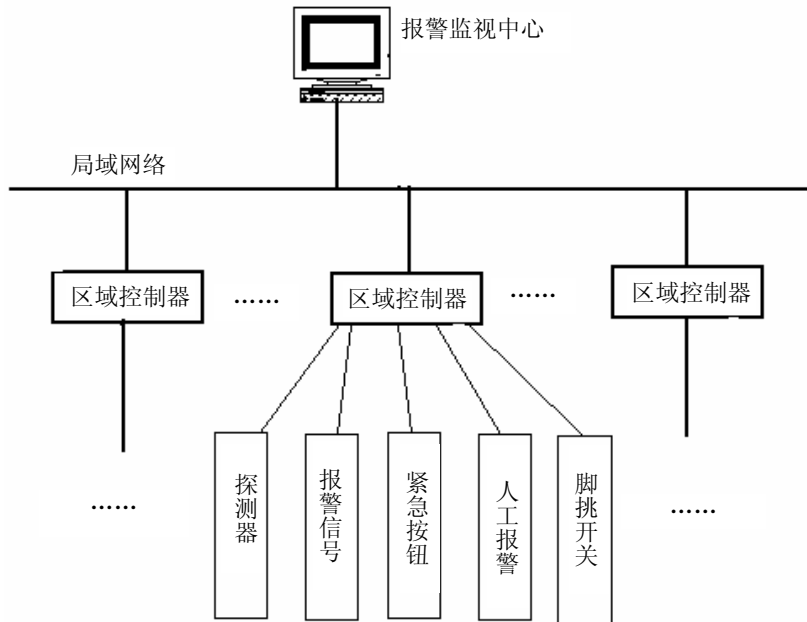 报警监视中心
局域网络
区域控制器
……
区域控制器
……
区域控制器
……
探测器
报警信号
紧急按钮
人工报警
脚挑开关
……